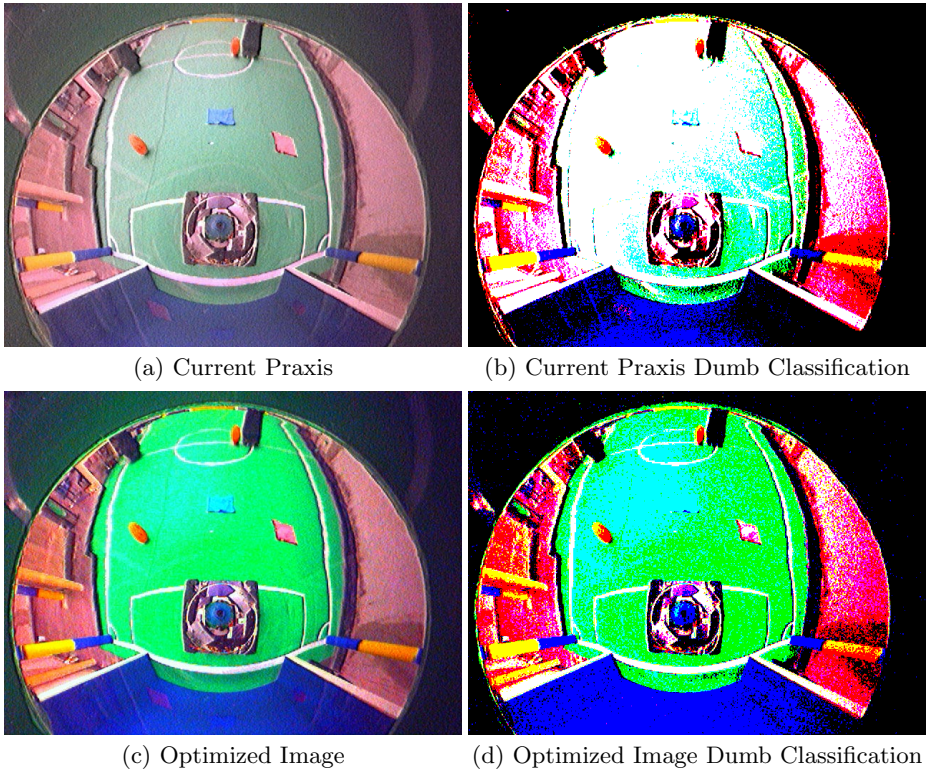 (a) Current Praxis
(b) Current Praxis Dumb Classification
(c) Optimized Image
(d) Optimized Image Dumb Classification